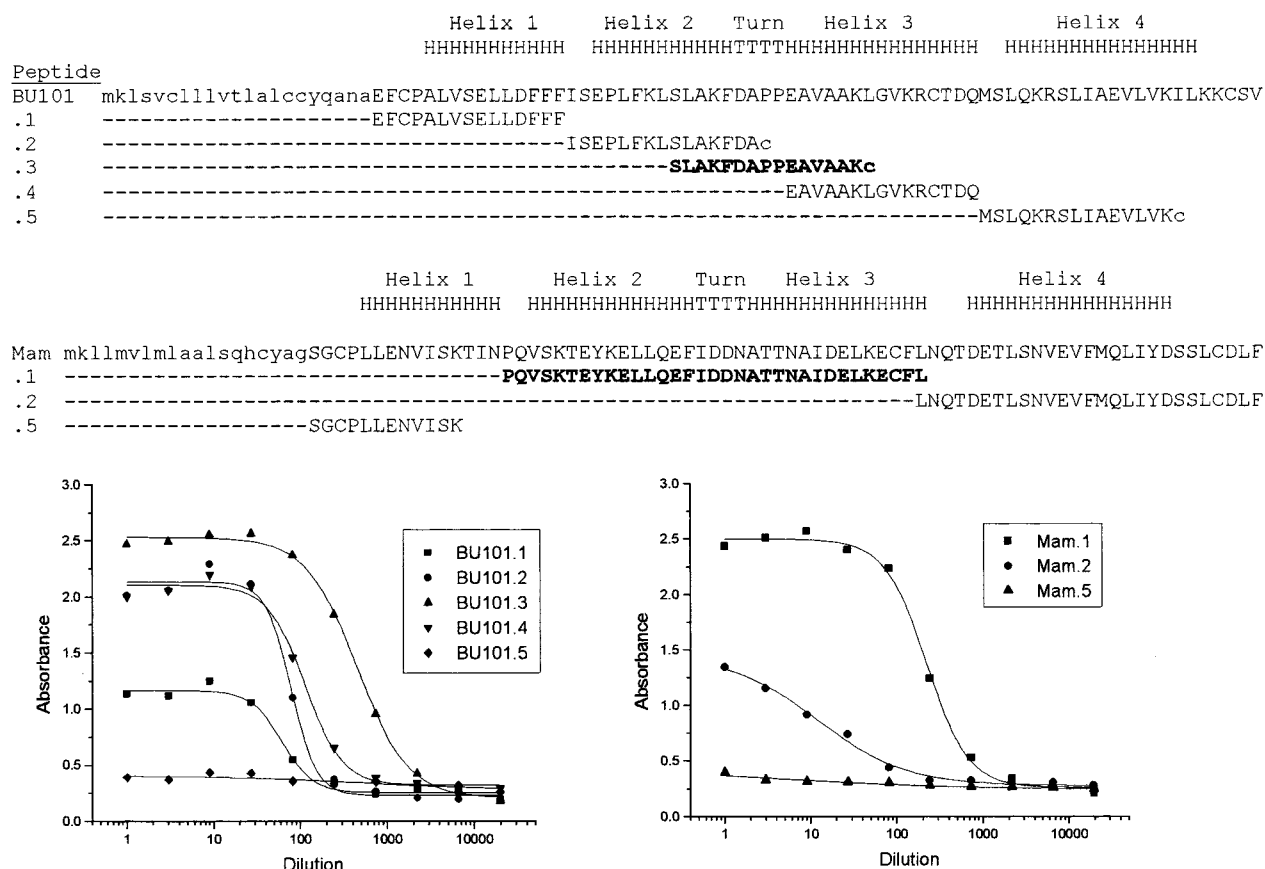 Helix 1 Helix 2 Turn Helix 3 Helix 4
HHHHHHHHHHH HHHHHHHHHHHTTTTHHHHHHHHHHHHHHH HHHHHHHHHHHHHHH
Peptide
BU101 mklsvclllvtlalccyqanaEFCPALVSELLDFFFISEPLFKLSLAKFDAPPEAVAAKLGVKRCTDQMSLQKRSLIAEVLVKILKKCSV
.1 ---------------------EFCPALVSELLDFFF
.2 ------------------------------------ISEPLFKLSLAKFDAc
.3 --------------------------------------------SLAKFDAPPEAVAAKc
.4 -----------------------------------------------------EAVAAKLGVKRCTDQ
.5 --------------------------------------------------------------------MSLQKRSLIAEVLVKc
Helix 1 Helix 2 Turn Helix 3 Helix 4
HHHHHHHHHHH HHHHHHHHHHHHHTTTTHHHHHHHHHHHHHH HHHHHHHHHHHHHHHH
Mam mkllmvlmlaalsqhcyagSGCPLLENVISKTINPQVSKTEYKELLQEFIDDNATTNAIDELKECFLNQTDETLSNVEVFMQLIYDSSLCDLF
.1 ----------------------------------PQVSKTEYKELLQEFIDDNATTNAIDELKECFL
.2 ------------------------------------------------------------------LNQTDETLSNVEVFMQLIYDSSLCDLF
.5 -------------------SGCPLLENVISK
3.0
2.5
2.0
1.5
1.0
0.5
0.0
Absorbance
1 10 100 1000 10000
Dilution
BU101.1
BU101.2
BU101.3
BU101.4
BU101.5
3.0
2.5
2.0
1.5
1.0
0.5
0.0
Absorbance
1 10 100 1000 10000
Dilution
Mam.1
Mam.2
Mam.5